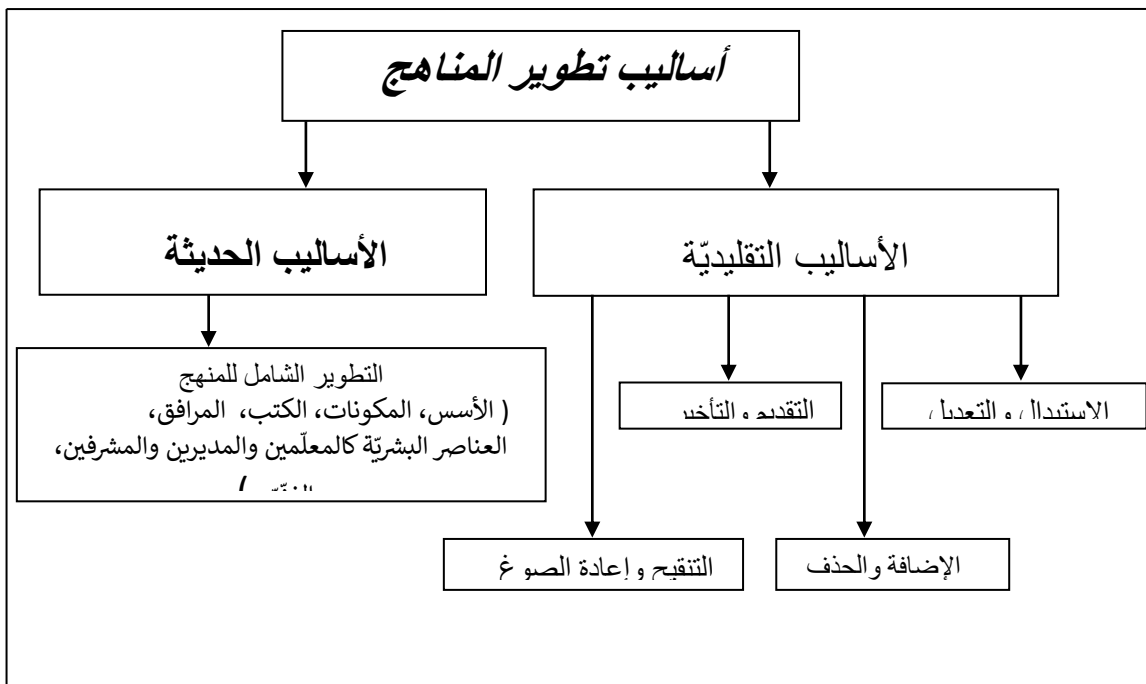 أساليب تطوير المناهج
الأساليب التقليديّة
الأساليب الحديثة
الاستبدال والتعديل
التقديم والتأخير
الإضافة والحذف
التنقيح وإعادة الصوغ
التطوير الشامل للمنهج
( الأسس، المكونات، الكتب، المرافق،
العناصر البشريّة كالمعلّمين والمديرين والمشرفين،
)